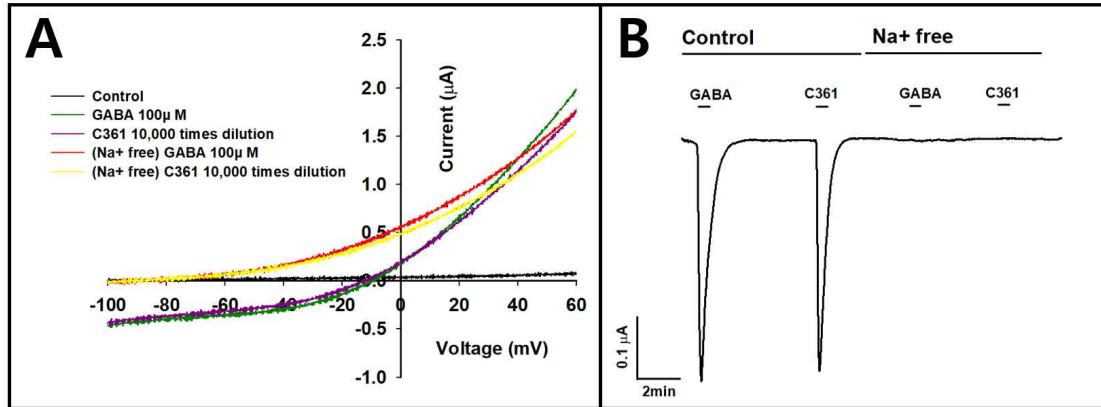 A
2.5
2.0
1.5
1.0
0.5
0
-0.5
-1.0
Current (µA)
Control
GABA 100µ M
C361 10,000 times dilution
(Na+ free) GABA 100µ M
(Na+ free) C361 10,000 times dilution
-100 -80 -60 -40 -20 0 20 40 60
Voltage (mV)
B
Control Na+ free
GABA C361 GABA C361
0.1 µA
2min